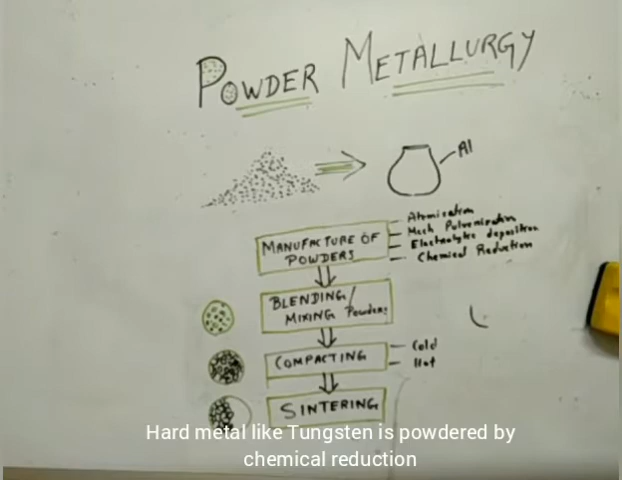 POWDER METALLURGY
Al
MANUFACTURE OF
POWDERS
Atomisation
Mech Pulverization
Electrolytic deposition
Chemical Reduction
BLENDING/
MIXING Powders
COMPACTING
Cold
Hot
SINTERING
Hard metal like Tungsten is powdered by
chemical reduction